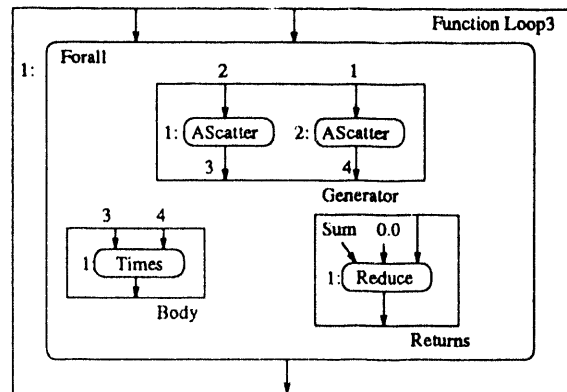 Function Loop3
Forall
1:
2 1
1: AScatter 2: AScatter
3 4
Generator
3 4
Sum 0.0
1: Times
1: Reduce
Body
Returns